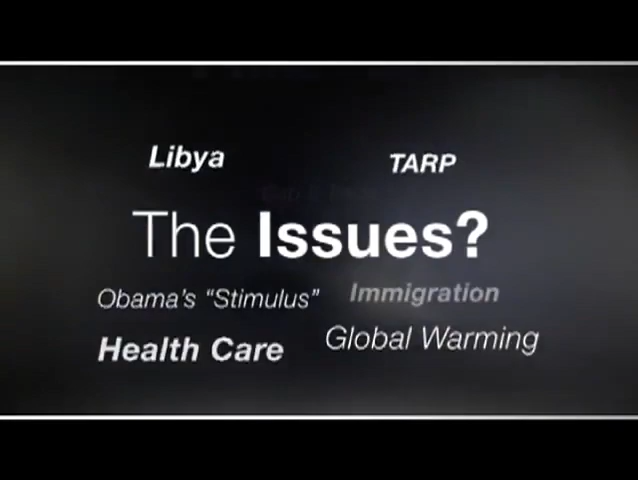 Libya
TARP
The Issues?
Obama's “Stimulus”
Immigration
Health Care
Global Warming